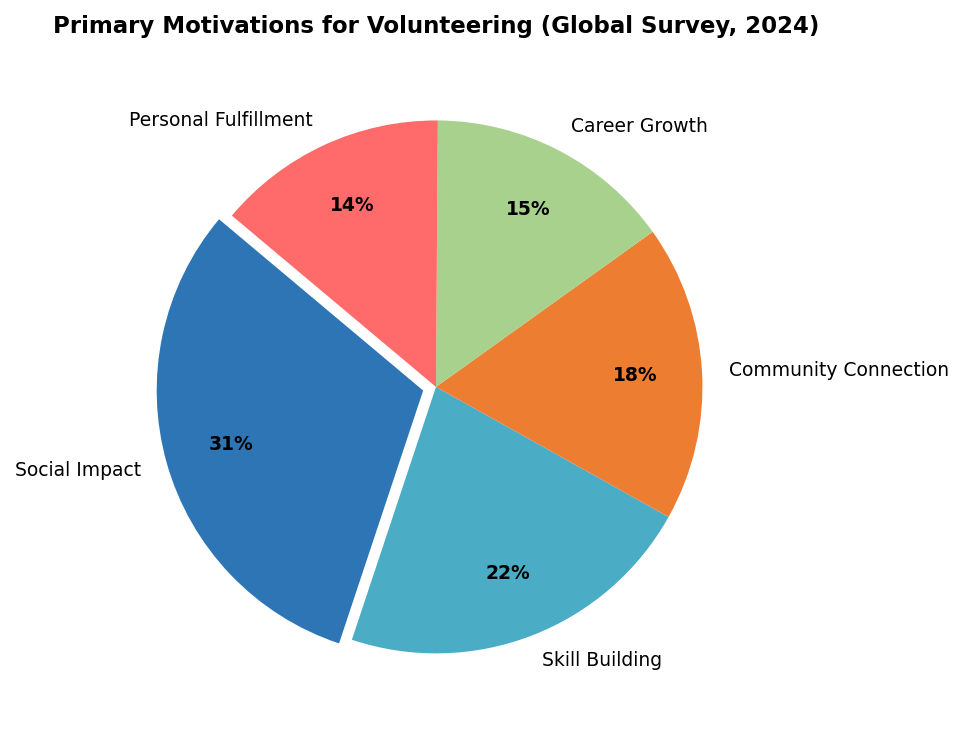 Primary Motivations for Volunteering (Global Survey, 2024)
Personal Fulfillment
Career Growth
14%
15%
Community Connection
18%
31%
Social Impact
22%
Skill Building